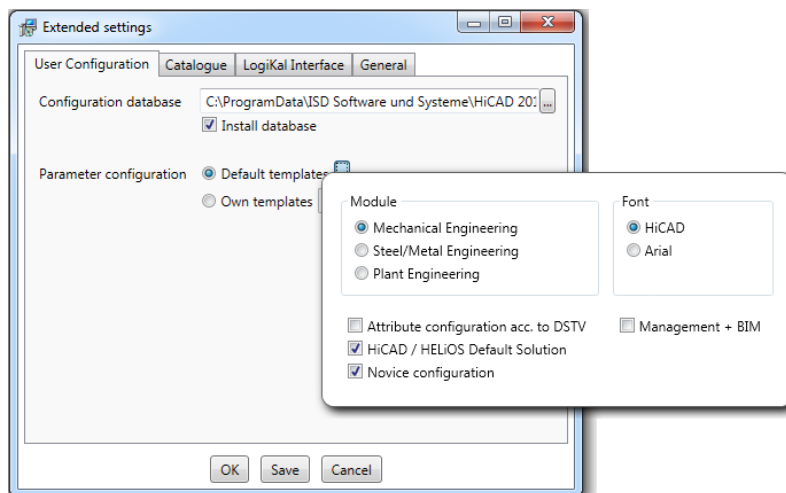 Extended settings
User Configuration Catalogue LogiKal Interface General
Configuration database C:\ProgramData\ISD Software und Systeme\HiCAD 201 ...
Install database
Parameter configuration Default templates
Own templates
Module
Mechanical Engineering
Steel/Metal Engineering
Plant Engineering
Font
HiCAD
Arial
Attribute configuration acc. to DSTV Management + BIM
HiCAD / HELiOS Default Solution
Novice configuration
OK Save Cancel